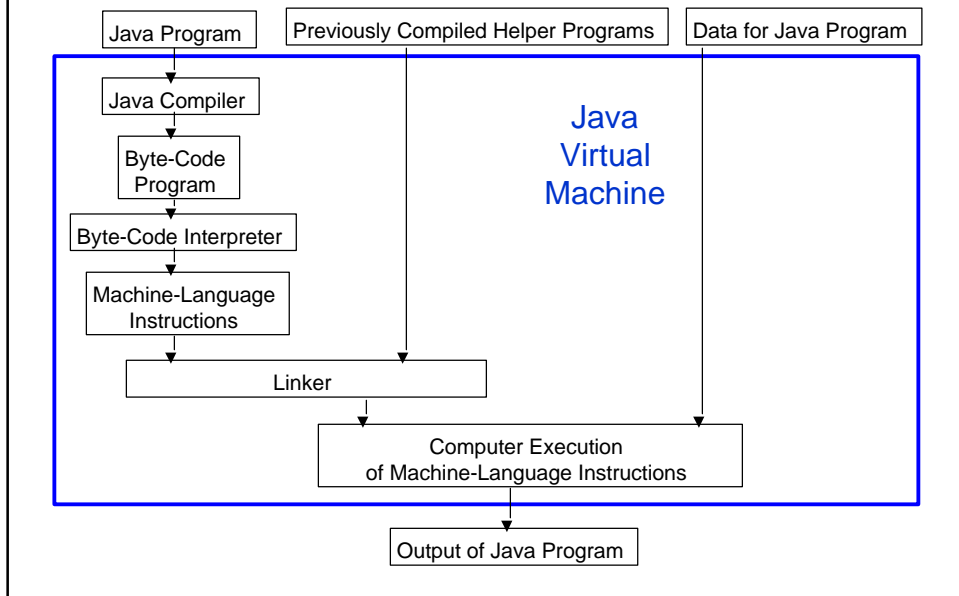 Java Program
Previously Compiled Helper Programs
Data for Java Program
Java Compiler
Java
Virtual
Machine
Byte-Code
Program
Byte-Code Interpreter
Machine-Language
Instructions
Linker
Computer Execution
of Machine-Language Instructions
Output of Java Program